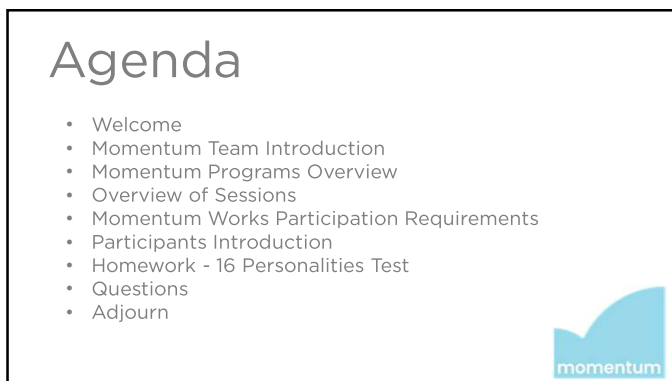 Agenda
• Welcome
• Momentum Team Introduction
• Momentum Programs Overview
• Overview of Sessions
• Momentum Works Participation Requirements
• Participants Introduction
• Homework - 16 Personalities Test
• Questions
• Adjourn
momentum